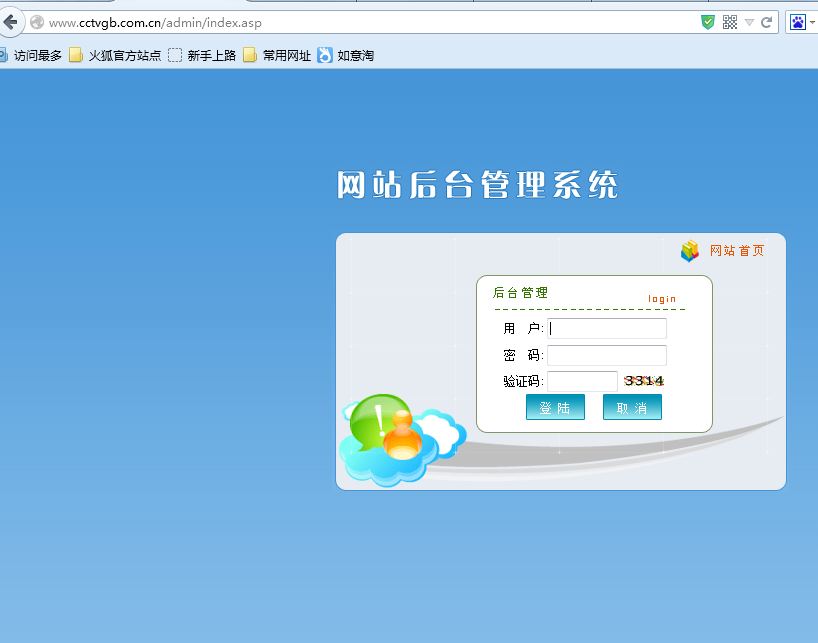 www.cctvgb.com.cn/admin/index.asp
访问最多 火狐官方站点 新手上路 常用网址 如意淘
网站后台管理系统
网站首页
后台管理 login
用 户:
密 码:
验证码: 3314
登 陆 取 消